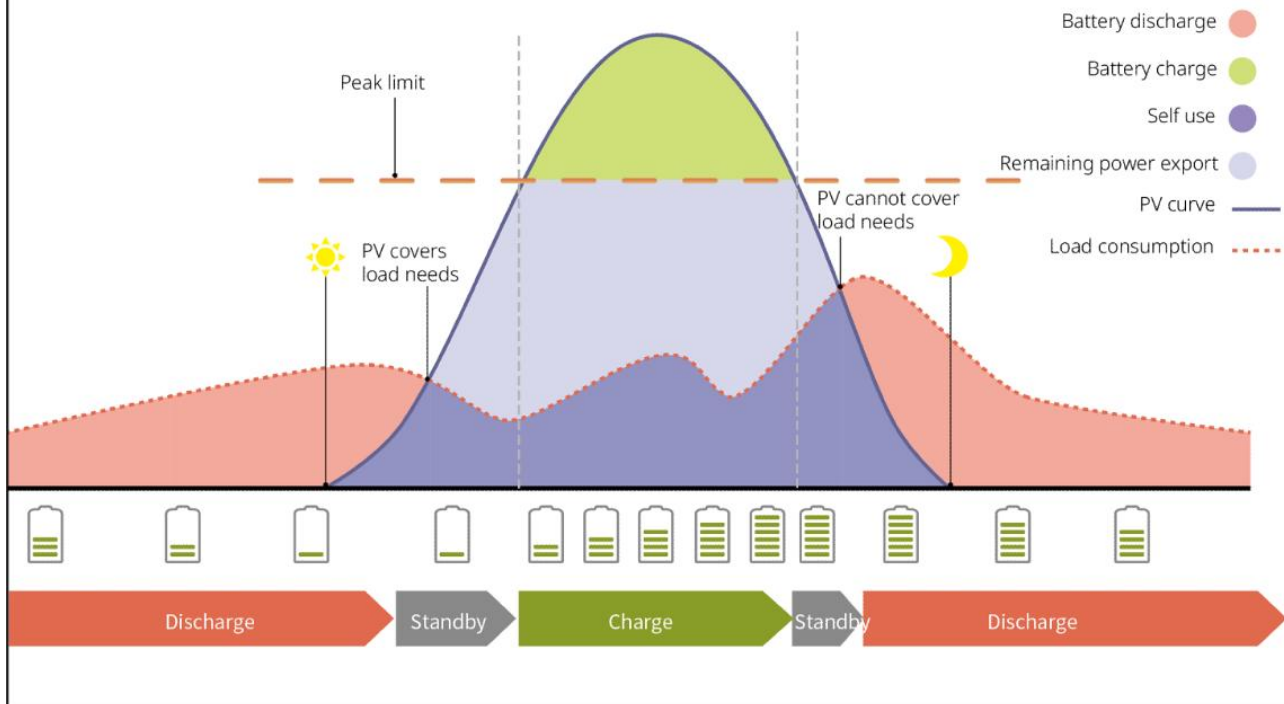 Battery discharge
Battery charge
Self use
Remaining power export
PV curve
Load consumption
Peak limit
PV covers
load needs
PV cannot cover
load needs
Discharge
Standby
Charge
Standby
Discharge